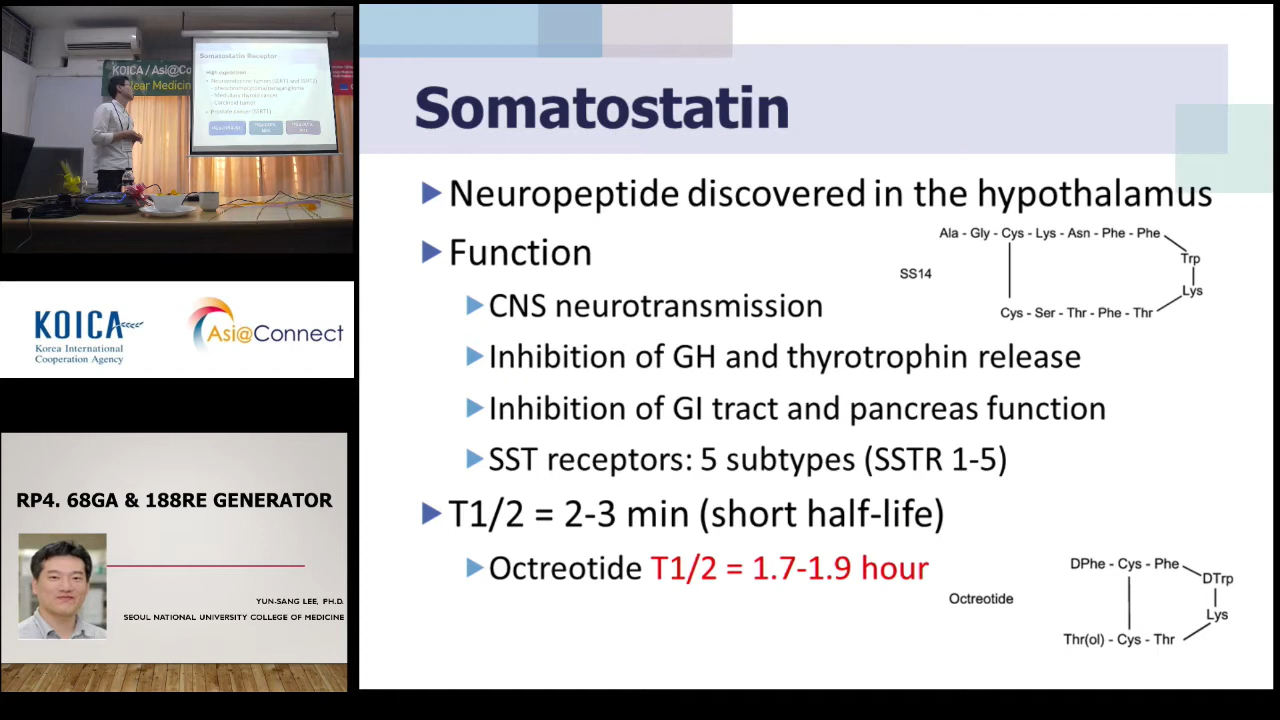 KOICA / Asi@Co
ear Medicin
Somatostatin Receptor
High expression
KOICA
Korea International
Cooperation Agency
Asi@Connect
RP4. 68GA & 188RE GENERATOR
YUN-SANG LEE, PH.D.
SEOUL NATIONAL UNIVERSITY COLLEGE OF MEDICINE
Somatostatin
Neuropeptide discovered in the hypothalamus
Function
CNS neurotransmission
Inhibition of GH and thyrotrophin release
Inhibition of GI tract and pancreas function
SST receptors: 5 subtypes (SSTR 1-5)
T1/2 = 2-3 min (short half-life)
Octreotide T1/2 = 1.7-1.9 hour
SS14
Ala - Gly - Cys - Lys - Asn - Phe - Phe
Trp
Lys
Cys - Ser - Thr - Phe - Thr
Octreotide
DPhe - Cys - Phe
DTrp
Lys
Thr(ol) - Cys - Thr